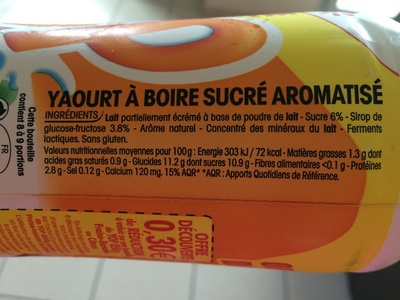 YAOURT À BOIRE SUCRÉ AROMATISÉ
INGRÉDIENTS / Lait partiellement écrémé à base de poudre de lait - Sucre 6% - Sirop de
glucose-fructose 3.8% - Arôme naturel - Concentré des minéraux du lait - Ferments
lactiques. Sans gluten.
Valeurs nutritionnelles moyennes pour 100g : Energie 303 kJ / 72 kcal - Matières grasses 1.3 g dont
acides gras saturés 0.9 g - Glucides 11.2 g dont sucres 10.9 g - Fibres alimentaires <0.1 g - Protéines
2.8 g - Sel 0.12 g - Calcium 120 mg. 15% AQR* *AQR : Apports Quotidiens de Référence.
Cette bouteille
contient 8 à 9 portions
FR
OFFRE
DÉCOUVERTE
0,30€
de RÉDUCTION